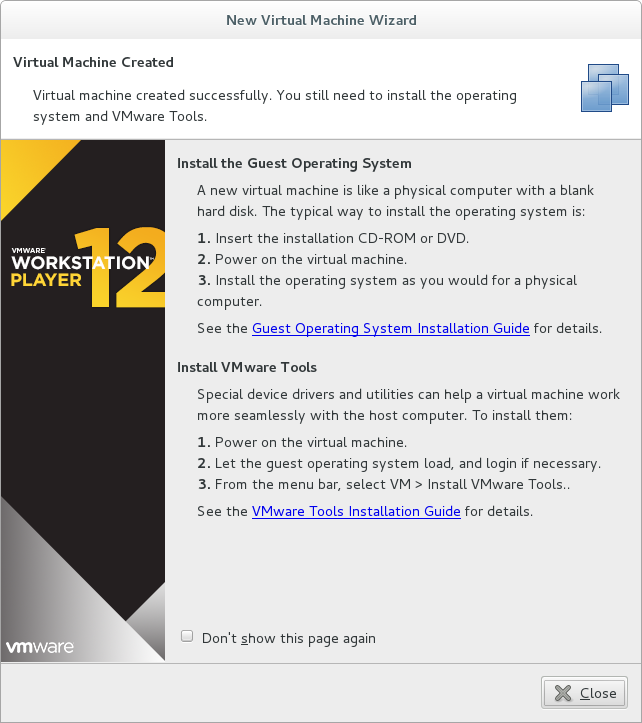 New Virtual Machine Wizard
Virtual Machine Created
Virtual machine created successfully. You still need to install the operating
system and VMware Tools.
VMWARE
WORKSTATION™
PLAYER 12
Install the Guest Operating System
A new virtual machine is like a physical computer with a blank
hard disk. The typical way to install the operating system is:
1. Insert the installation CD-ROM or DVD.
2. Power on the virtual machine.
3. Install the operating system as you would for a physical
computer.
See the Guest Operating System Installation Guide for details.
Install VMware Tools
Special device drivers and utilities can help a virtual machine work
more seamlessly with the host computer. To install them:
1. Power on the virtual machine.
2. Let the guest operating system load, and login if necessary.
3. From the menu bar, select VM > Install VMware Tools..
See the VMware Tools Installation Guide for details.
Don't show this page again
vmware
Close